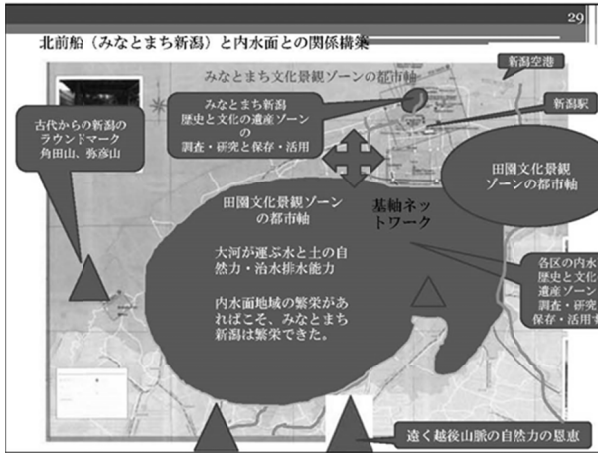 29
北前船（みなとまち新潟）と内水面との関係構築
みなとまち文化景観ゾーンの都市軸
新潟空港
新潟駅
みなとまち新潟
歴史と文化の遺産ゾーン
の
調査・研究と保存・活用
古代からの新潟の
ラウンドマーク
角田山、弥彦山
田園文化景観
ゾーンの都市軸
田園文化景観ゾーン
の都市軸
基軸ネッ
トワーク
大河が運ぶ水と土の自
然力・治水排水能力
内水面地域の繁栄があ
ればこそ、みなとまち
新潟は繁栄できた。
各区の内水
歴史と文化
遺産ゾーン
調査・研究
保存・活用す
遠く越後山脈の自然力の恩恵